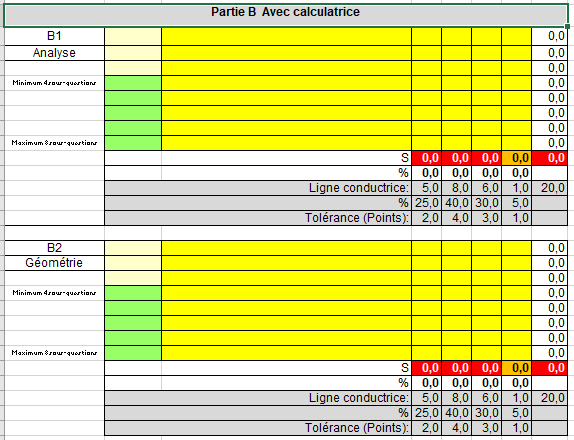 Partie B Avec calculatrice
B1 0,0
Analyse 0,0
0,0
Minimum 4 sous-questions 0,0
0,0
0,0
0,0
Maximum 8 sous-questions 0,0
S 0,0 0,0 0,0 0,0 0,0
% 0,0 0,0 0,0 0,0
Ligne conductrice: 5,0 8,0 6,0 1,0 20,0
% 25,0 40,0 30,0 5,0
Tolérance (Points): 2,0 4,0 3,0 1,0
B2 0,0
Géométrie 0,0
0,0
Minimum 4 sous-questions 0,0
0,0
0,0
0,0
Maximum 8 sous-questions 0,0
S 0,0 0,0 0,0 0,0 0,0
% 0,0 0,0 0,0 0,0
Ligne conductrice: 5,0 8,0 6,0 1,0 20,0
% 25,0 40,0 30,0 5,0
Tolérance (Points): 2,0 4,0 3,0 1,0